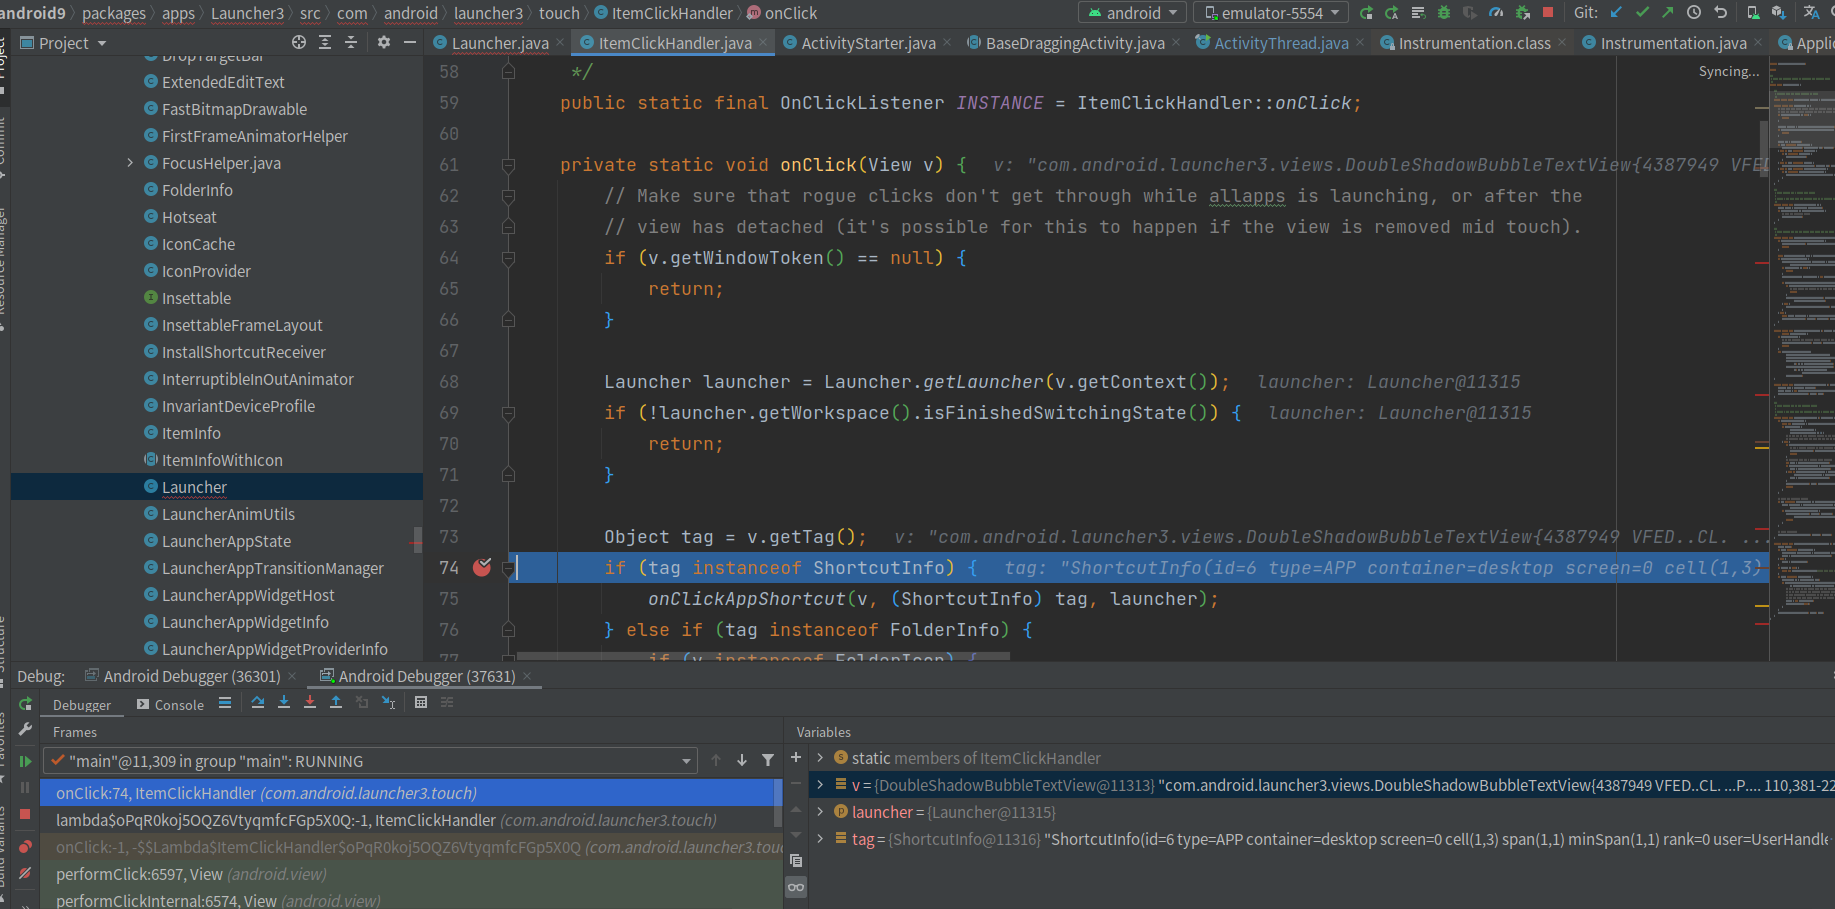 android9 packages apps Launcher3 src com android launcher3 touch ItemClickHandler onClick android emulator-5554 Git:
Project Launcher.java ItemClickHandler.java ActivityStarter.java BaseDraggingActivity.java ActivityThread.java Instrumentation.class Instrumentation.java Applic
DropTargetBar
ExtendedEditText
FastBitmapDrawable
FirstFrameAnimatorHelper
FocusHelper.java
FolderInfo
Hotseat
IconCache
IconProvider
Insettable
InsettableFrameLayout
InstallShortcutReceiver
InterruptibleInOutAnimator
InvariantDeviceProfile
ItemInfo
ItemInfoWithIcon
Launcher
LauncherAnimUtils
LauncherAppState
LauncherAppTransitionManager
LauncherAppWidgetHost
LauncherAppWidgetInfo
LauncherAppWidgetProviderInfo
Syncing...
58 */
59 public static final OnClickListener INSTANCE = ItemClickHandler::onClick;
60
61 private static void onClick(View v) { v: "com.android.launcher3.views.DoubleShadowBubbleTextView{4387949 VFED
62 // Make sure that rogue clicks don't get through while allapps is launching, or after the
63 // view has detached (it's possible for this to happen if the view is removed mid touch).
64 if (v.getWindowToken() == null) {
65 return;
66 }
67
68 Launcher launcher = Launcher.getLauncher(v.getContext()); launcher: Launcher@11315
69 if (!launcher.getWorkspace().isFinishedSwitchingState()) { launcher: Launcher@11315
70 return;
71 }
72
73 Object tag = v.getTag(); v: "com.android.launcher3.views.DoubleShadowBubbleTextView{4387949 VFED..CL. ...
74 if (tag instanceof ShortcutInfo) { tag: "ShortcutInfo(id=6 type=APP container=desktop screen=0 cell(1,3)
75 onClickAppShortcut(v, (ShortcutInfo) tag, launcher);
76 } else if (tag instanceof FolderInfo) {
77 if (v instanceof FolderIcon) {
Debug: Android Debugger (36301) Android Debugger (37631)
Debugger Console
Frames
"main"@11,309 in group "main": RUNNING
onClick:74, ItemClickHandler (com.android.launcher3.touch)
lambda$oPqR0koj5OQZ6VtyqmfcFGp5X0Q:-1, ItemClickHandler (com.android.launcher3.touch)
onClick:-1, -$$Lambda$ItemClickHandler$oPqR0koj5OQZ6VtyqmfcFGp5X0Q (com.android.launcher3.tou
performClick:6597, View (android.view)
performClickInternal:6574, View (android.view)
Variables
static members of ItemClickHandler
v = {DoubleShadowBubbleTextView@11313} "com.android.launcher3.views.DoubleShadowBubbleTextView{4387949 VFED..CL. ...P.... 110,381-22
launcher = {Launcher@11315}
tag = {ShortcutInfo@11316} "ShortcutInfo(id=6 type=APP container=desktop screen=0 cell(1,3) span(1,1) minSpan(1,1) rank=0 user=UserHandle